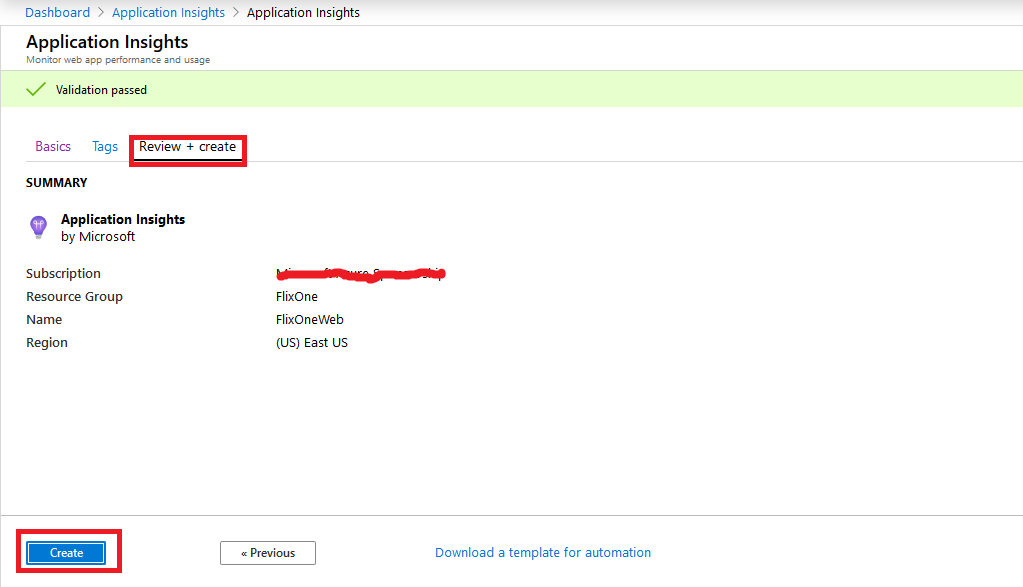 Dashboard > Application Insights > Application Insights
Application Insights
Monitor web app performance and usage
Validation passed
Basics Tags Review + create
SUMMARY
Application Insights
by Microsoft
Subscription
Resource Group FlixOne
Name FlixOneWeb
Region (US) East US
Create « Previous Download a template for automation